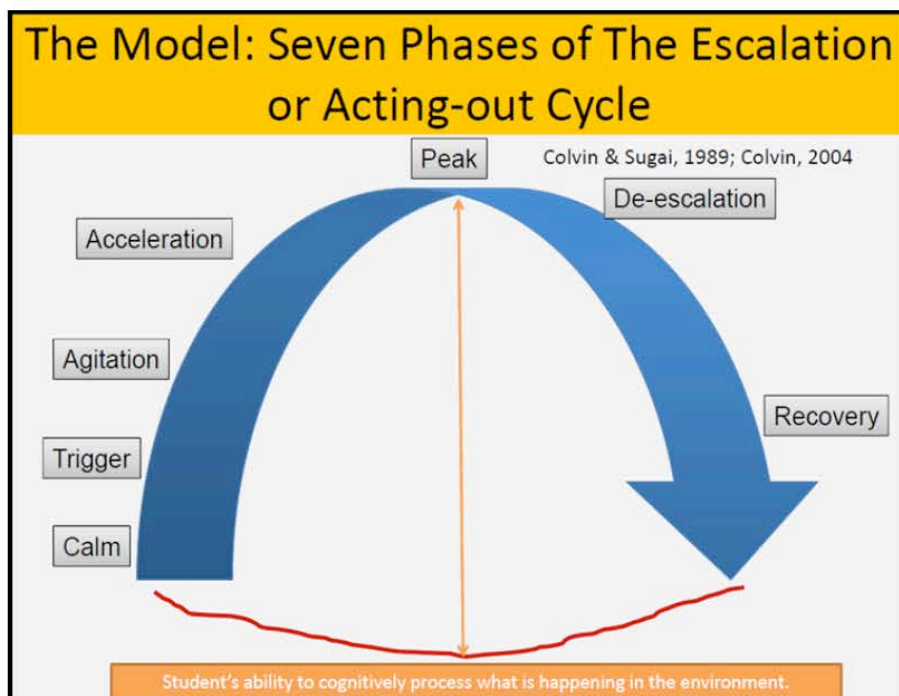 The Model: Seven Phases of The Escalation
or Acting-out Cycle
Peak
Colvin & Sugai, 1989; Colvin, 2004
De-escalation
Acceleration
Agitation
Recovery
Trigger
Calm
Student's ability to cognitively process what is happening in the environment.